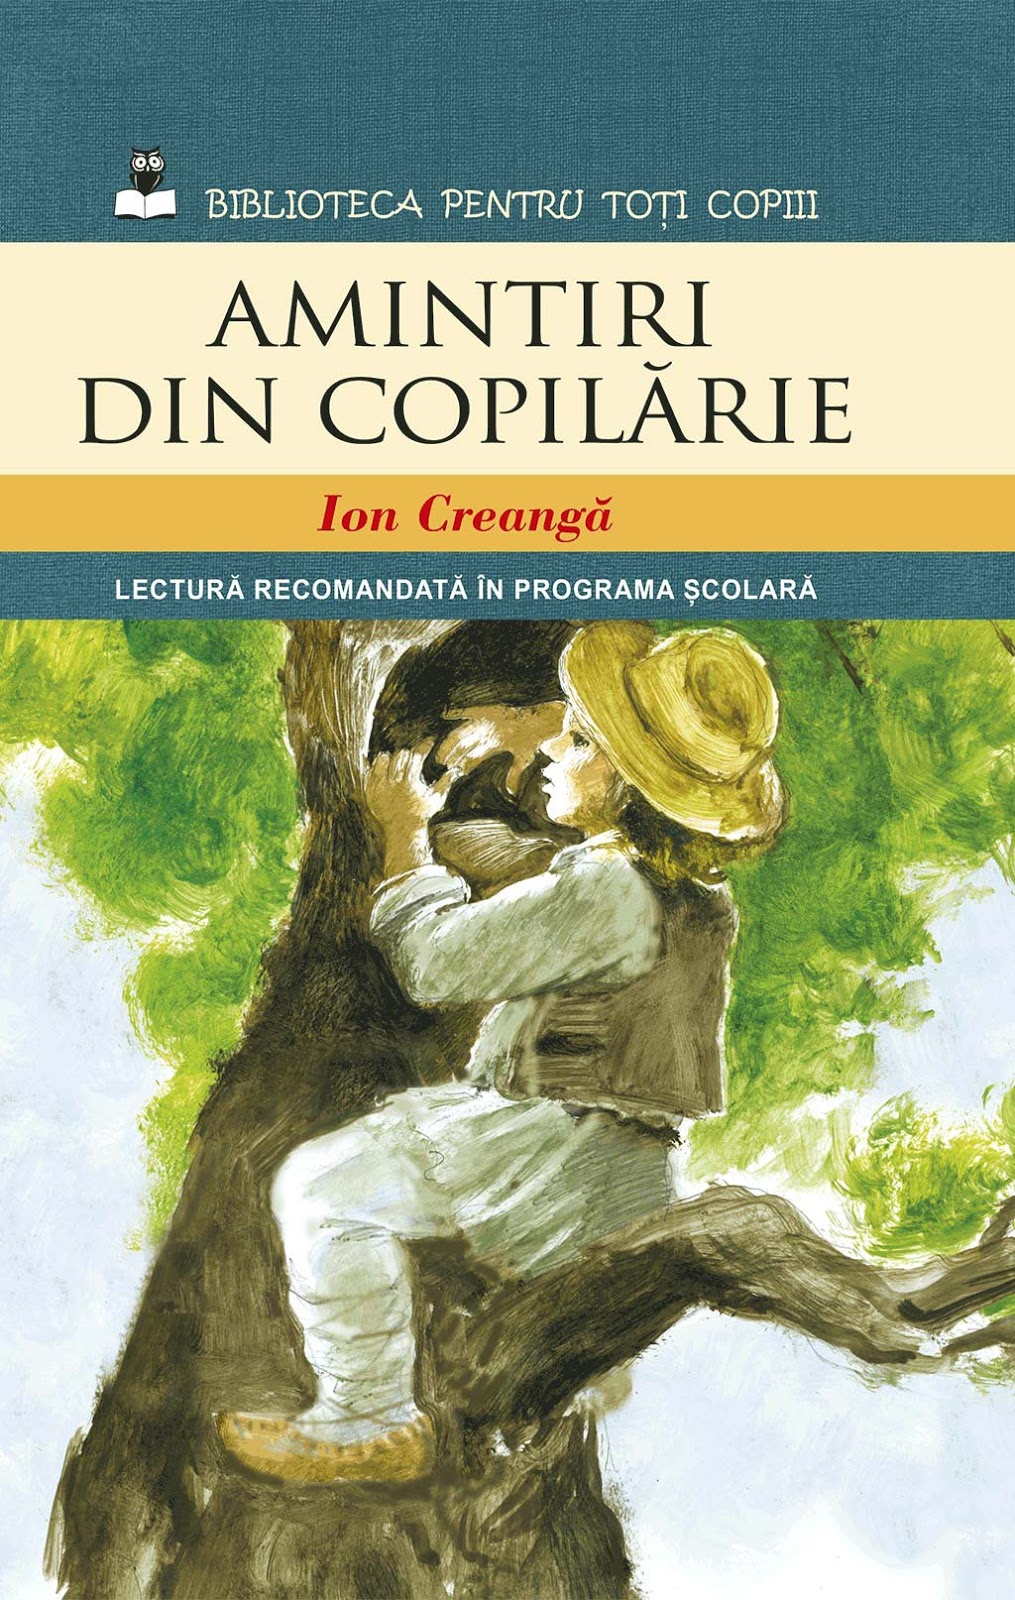 BIBLIOTECA PENTRU TOȚI COPIII
AMINTIRI
DIN COPILĂRIE
Ion Creangă
LECTURĂ RECOMANDATĂ ÎN PROGRAMA ȘCOLARĂ